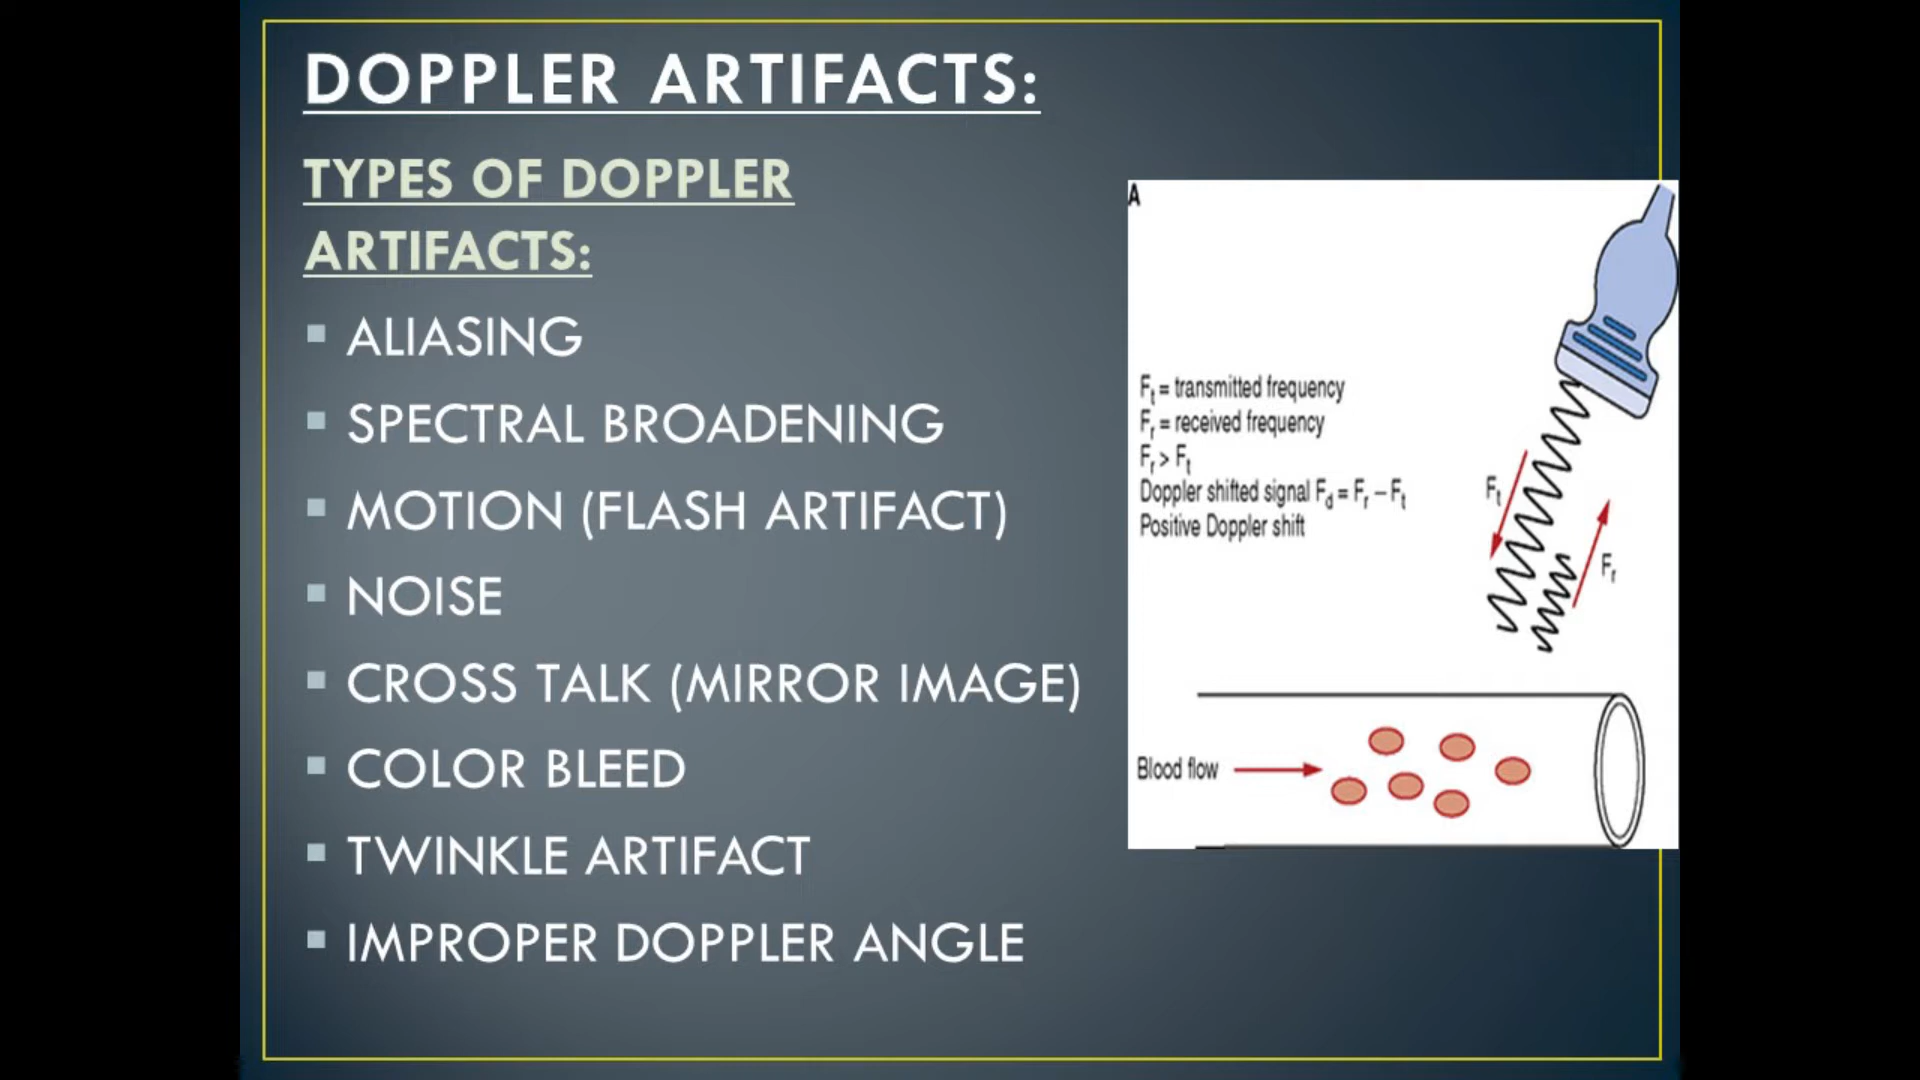 DOPPLER ARTIFACTS:
TYPES OF DOPPLER
ARTIFACTS:
▪ ALIASING
▪ SPECTRAL BROADENING
▪ MOTION (FLASH ARTIFACT)
▪ NOISE
▪ CROSS TALK (MIRROR IMAGE)
▪ COLOR BLEED
▪ TWINKLE ARTIFACT
▪ IMPROPER DOPPLER ANGLE
A
Ft = transmitted frequency
Fr = received frequency
Fr > Ft
Doppler shifted signal Fd = Fr – Ft
Positive Doppler shift
Ft
Fr
Blood flow